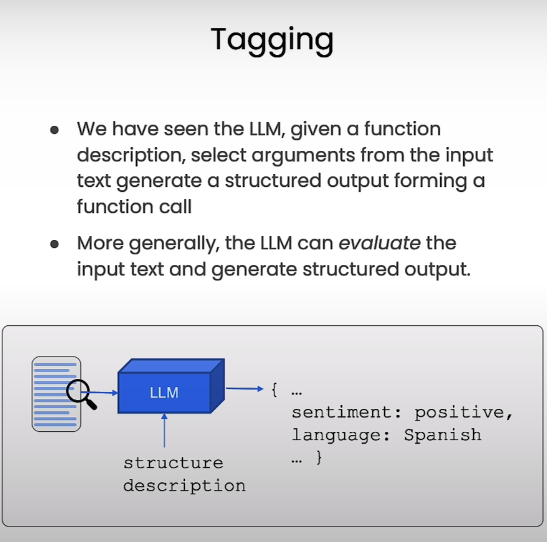 Tagging
● We have seen the LLM, given a function
description, select arguments from the input
text generate a structured output forming a
function call
● More generally, the LLM can evaluate the
input text and generate structured output.
LLM
{ …
sentiment: positive,
language: Spanish
… }
structure
description